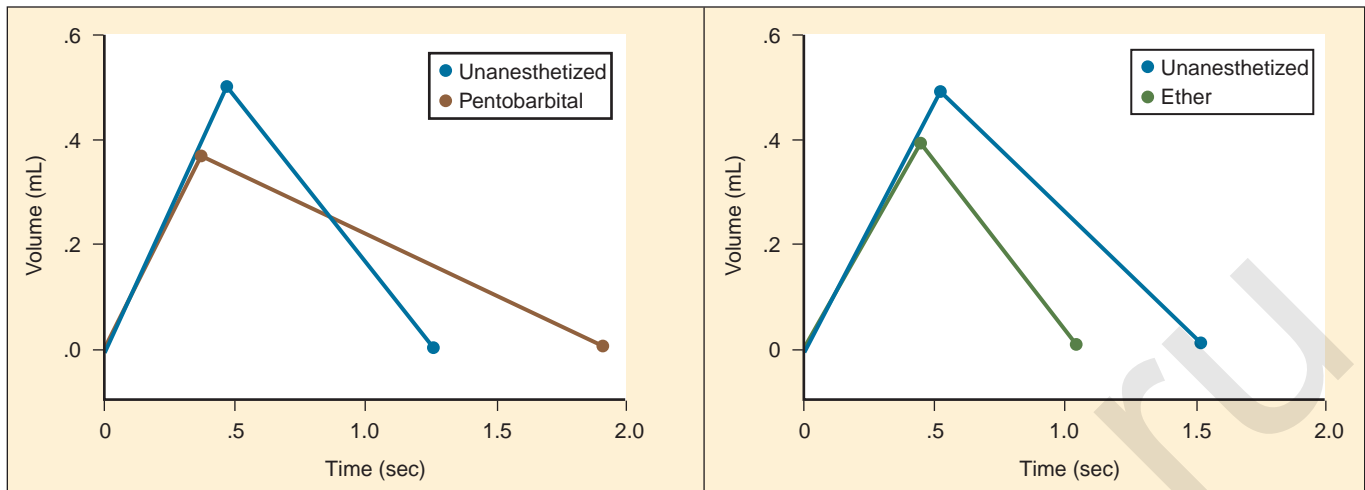 .6
.4
.2
.0
Volume (mL)
Unanesthetized
Pentobarbital
0
.5
1.0
1.5
2.0
Time (sec)
.6
.4
.2
0
Volume (mL)
Unanesthetized
Ether
0
.5
1.0
1.5
2.0
Time (sec)
ru